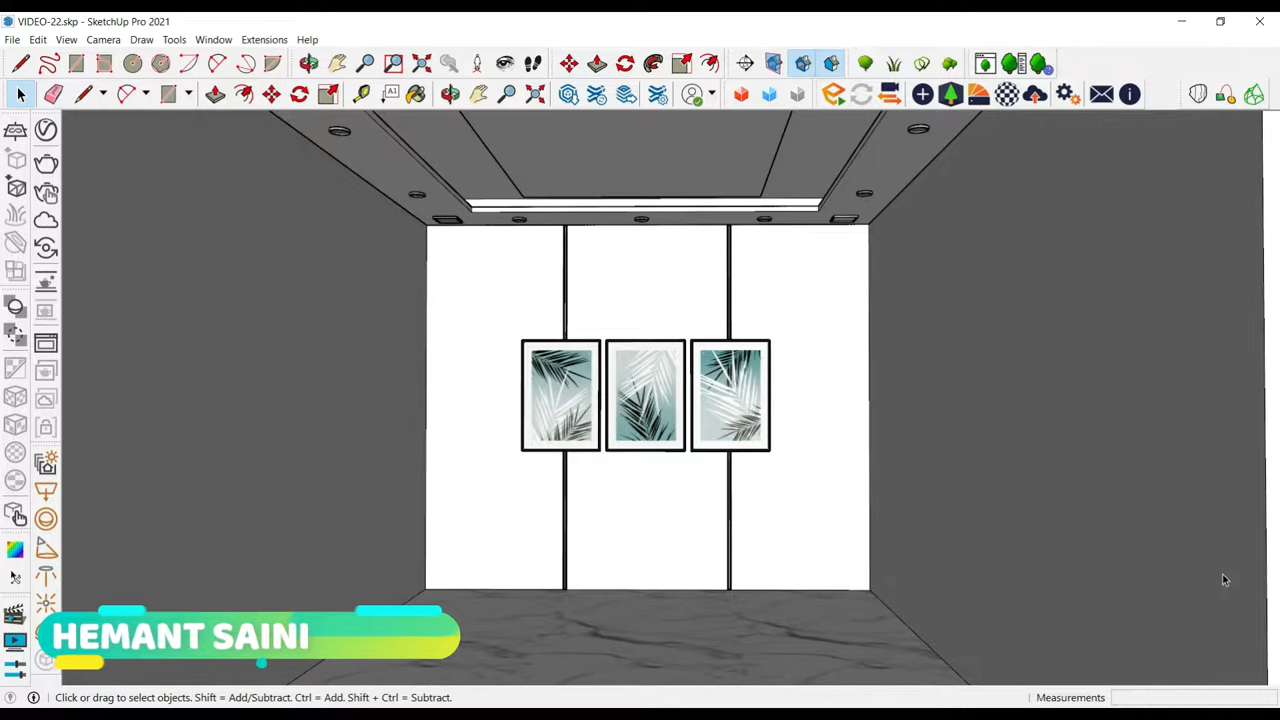 VIDEO-22.skp - SketchUp Pro 2021
File Edit View Camera Draw Tools Window Extensions Help
A1
HEMANT SAINI
Click or drag to select objects. Shift = Add/Subtract. Ctrl = Add. Shift + Ctrl = Subtract.
Measurements